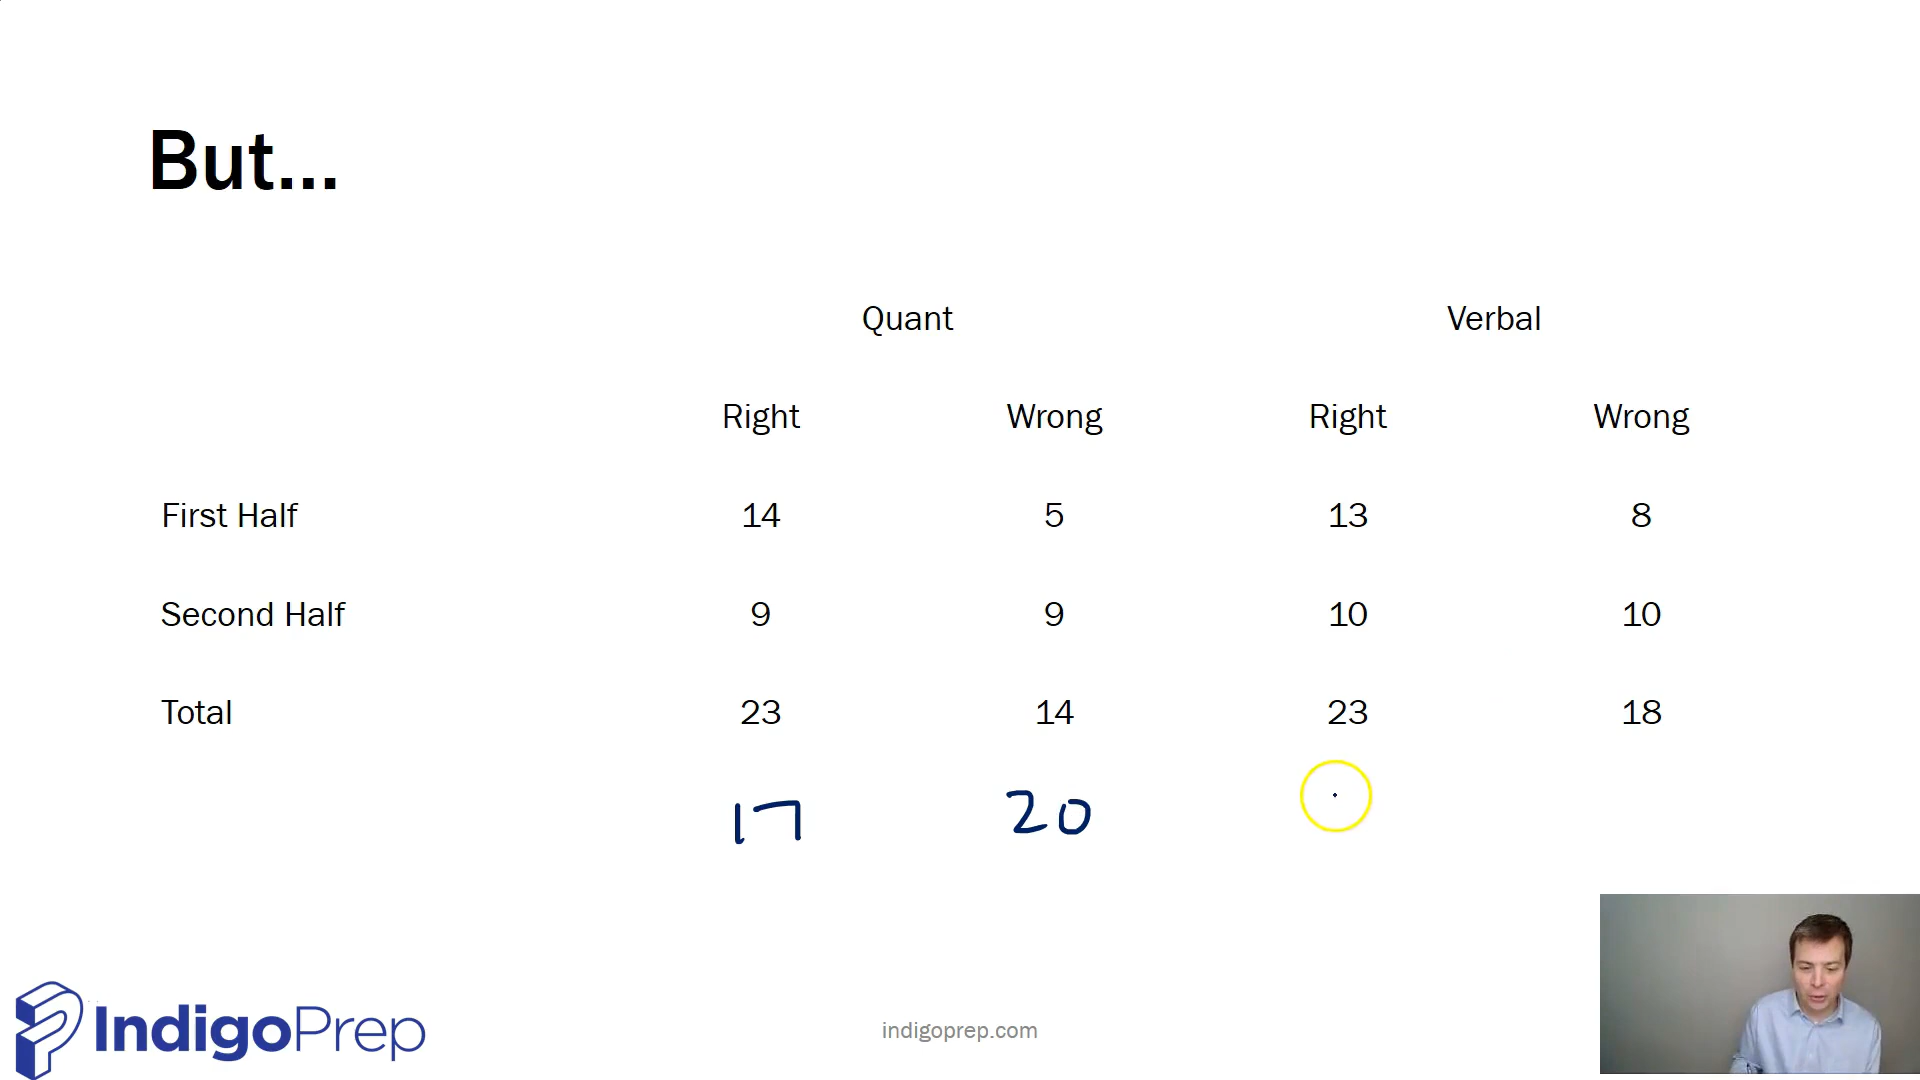 But...
Quant Verbal
Right Wrong Right Wrong
First Half 14 5 13 8
Second Half 9 9 10 10
Total 23 14 23 18
17 20
IndigoPrep
indigoprep.com